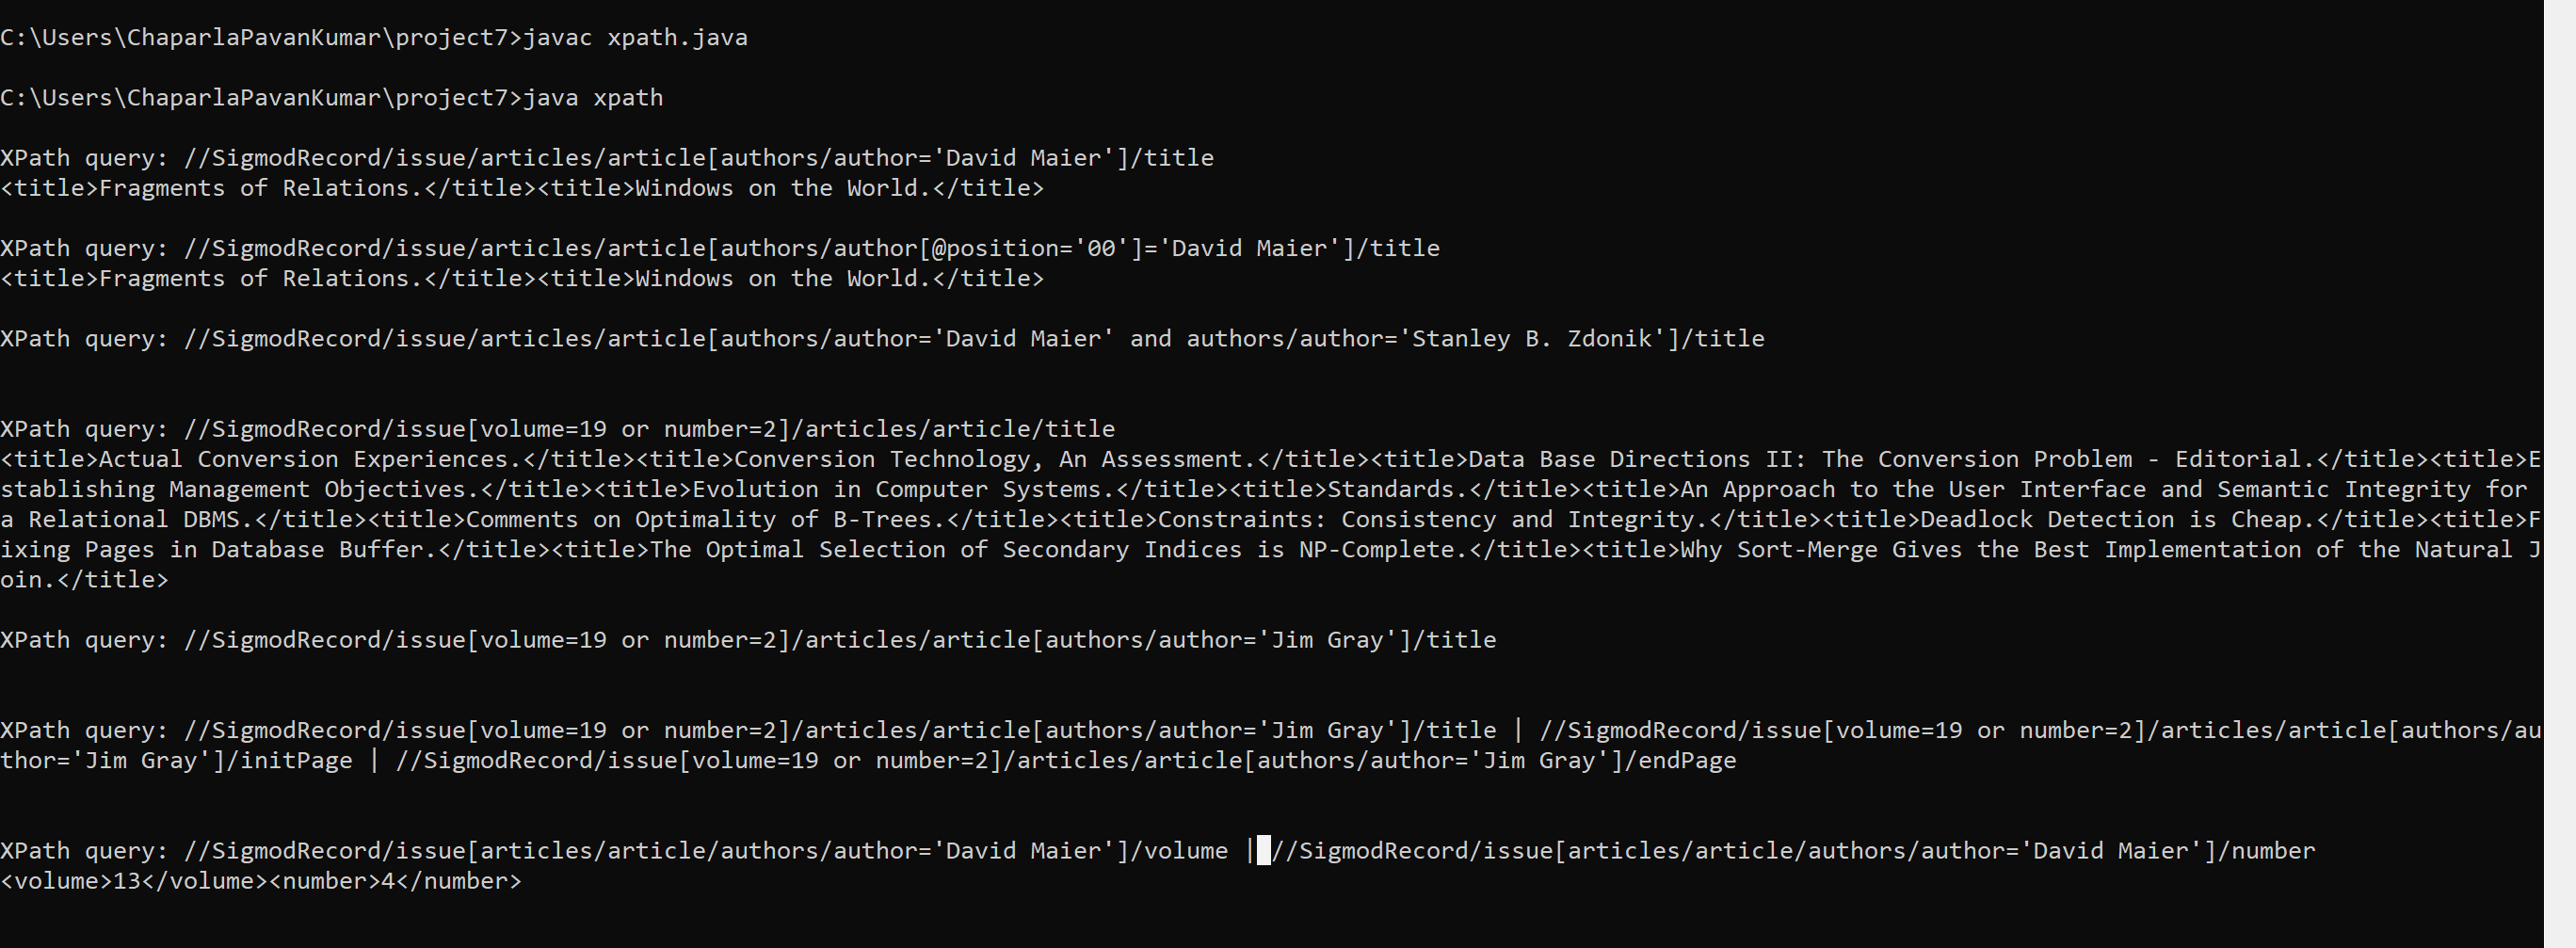 C:\Users\ChaparlaPavanKumar\project7>javac xpath.java
C:\Users\ChaparlaPavanKumar\project7>java xpath
XPath query: //SigmodRecord/issue/articles/article[authors/author='David Maier']/title
<title>Fragments of Relations.</title><title>Windows on the World.</title>
XPath query: //SigmodRecord/issue/articles/article[authors/author[@position='00']='David Maier']/title
<title>Fragments of Relations.</title><title>Windows on the World.</title>
XPath query: //SigmodRecord/issue/articles/article[authors/author='David Maier' and authors/author='Stanley B. Zdonik']/title
XPath query: //SigmodRecord/issue[volume=19 or number=2]/articles/article/title
<title>Actual Conversion Experiences.</title><title>Conversion Technology, An Assessment.</title><title>Data Base Directions II: The Conversion Problem - Editorial.</title><title>E
stablishing Management Objectives.</title><title>Evolution in Computer Systems.</title><title>Standards.</title><title>An Approach to the User Interface and Semantic Integrity for
a Relational DBMS.</title><title>Comments on Optimality of B-Trees.</title><title>Constraints: Consistency and Integrity.</title><title>Deadlock Detection is Cheap.</title><title>F
ixing Pages in Database Buffer.</title><title>The Optimal Selection of Secondary Indices is NP-Complete.</title><title>Why Sort-Merge Gives the Best Implementation of the Natural J
oin.</title>
XPath query: //SigmodRecord/issue[volume=19 or number=2]/articles/article[authors/author='Jim Gray']/title
XPath query: //SigmodRecord/issue[volume=19 or number=2]/articles/article[authors/author='Jim Gray']/title | //SigmodRecord/issue[volume=19 or number=2]/articles/article[authors/au
thor='Jim Gray']/initPage | //SigmodRecord/issue[volume=19 or number=2]/articles/article[authors/author='Jim Gray']/endPage
XPath query: //SigmodRecord/issue[articles/article/authors/author='David Maier']/volume | //SigmodRecord/issue[articles/article/authors/author='David Maier']/number
<volume>13</volume><number>4</number>